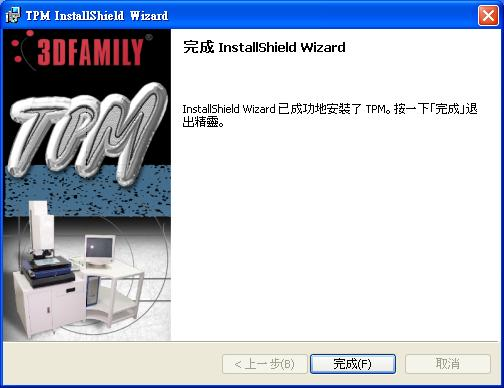 TPM InstallShield Wizard
3DFAMILY®
TPM
完成 InstallShield Wizard
InstallShield Wizard 已成功地安裝了 TPM。按一下「完成」退
出精靈。
< 上一步(B)
完成(F)
取消